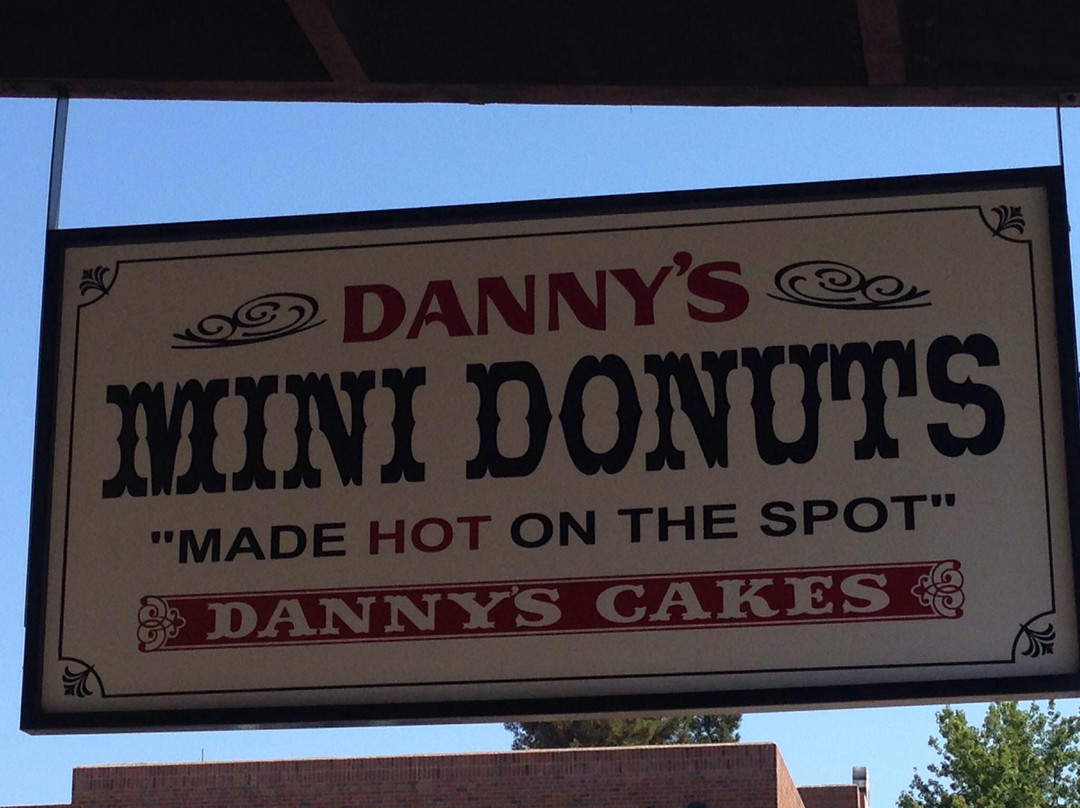 DANNY'S
MINI DONUTS
"MADE HOT ON THE SPOT"
DANNY'S CAKES